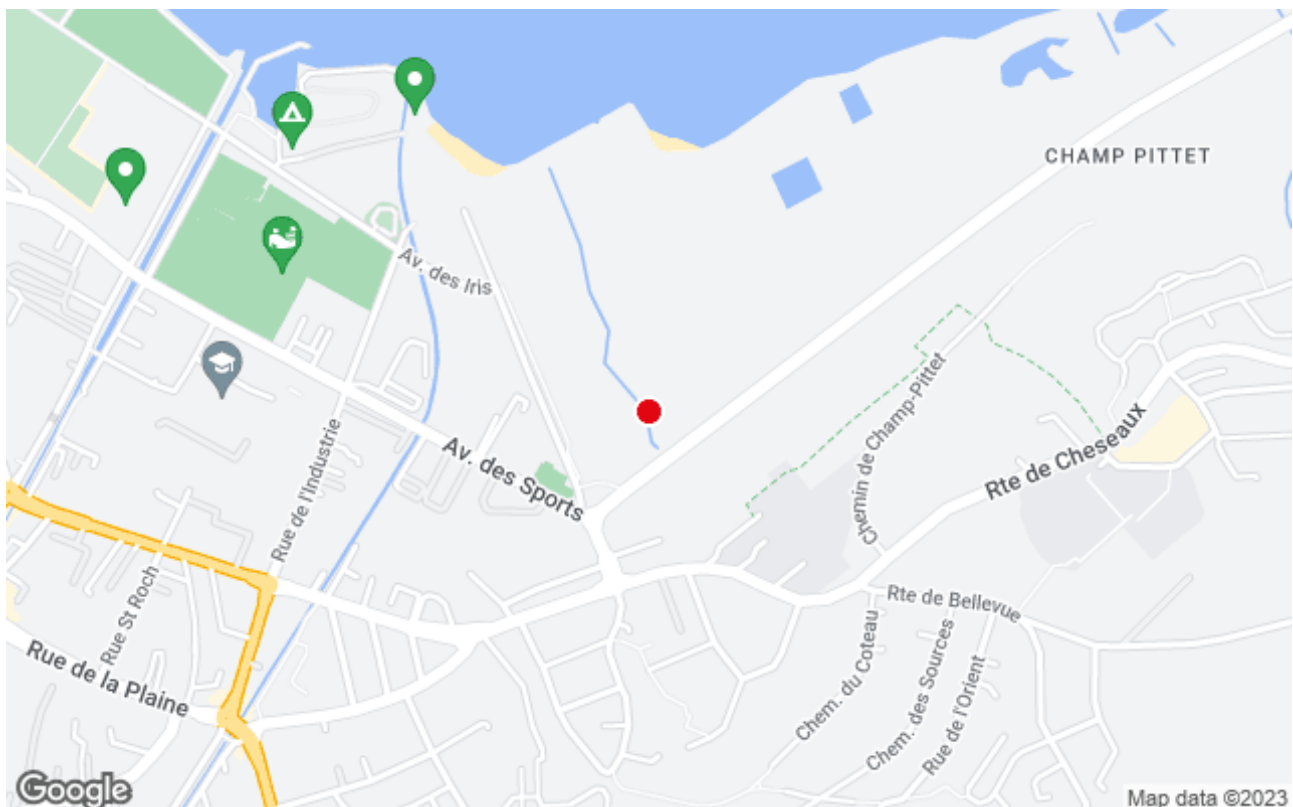 CHAMP PITTET
Av. des Iris
Chemin de Champ-Pittet
Rte de Cheseaux
Rue de l'Industrie
Av. des Sports
Rue St Roch
Rte de Bellevue
Rue de la Plaine
Chem. du Coteau
Chem. des Sources
Rue de l'Orient
Google
Map data ©2023